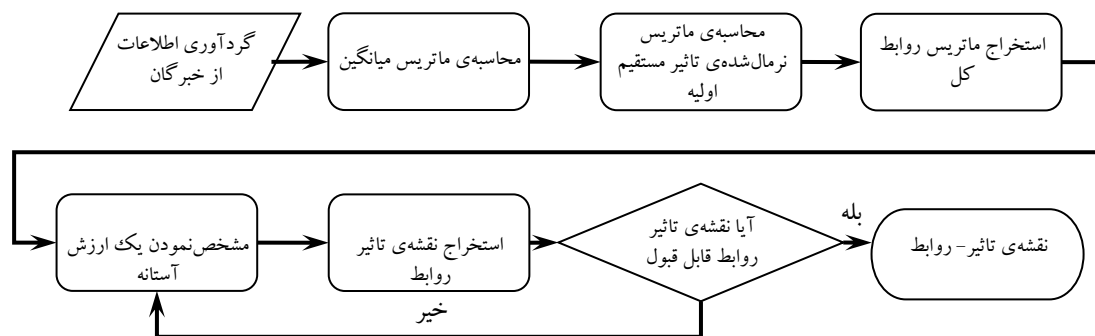 گردآوری اطلاعات
از خبرگان
محاسبه‌ی ماتریس میانگین
محاسبه‌ی ماتریس
نرمال‌شده‌ی تاثیر مستقیم
اولیه
استخراج ماتریس روابط
کل
مشخص‌نمودن یک ارزش
آستانه
استخراج نقشه‌ی تاثیر
روابط
آیا نقشه‌ی تاثیر
روابط قابل قبول
بله
خیر
نقشه‌ی تاثیر- روابط